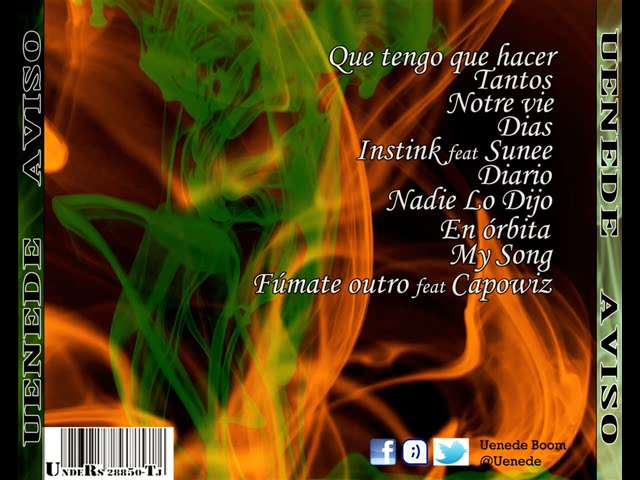 UENEDE AVISO
Que tengo que hacer
Tantos
Notre vie
Dias
Instink feat Sunee
Diario
Nadie Lo Dijo
En órbita
My Song
Fúmate outro feat Capowiz
UENEDE AVISO
UNDERS 28850-TJ
f ;)
Uenede Boom
@Uenede